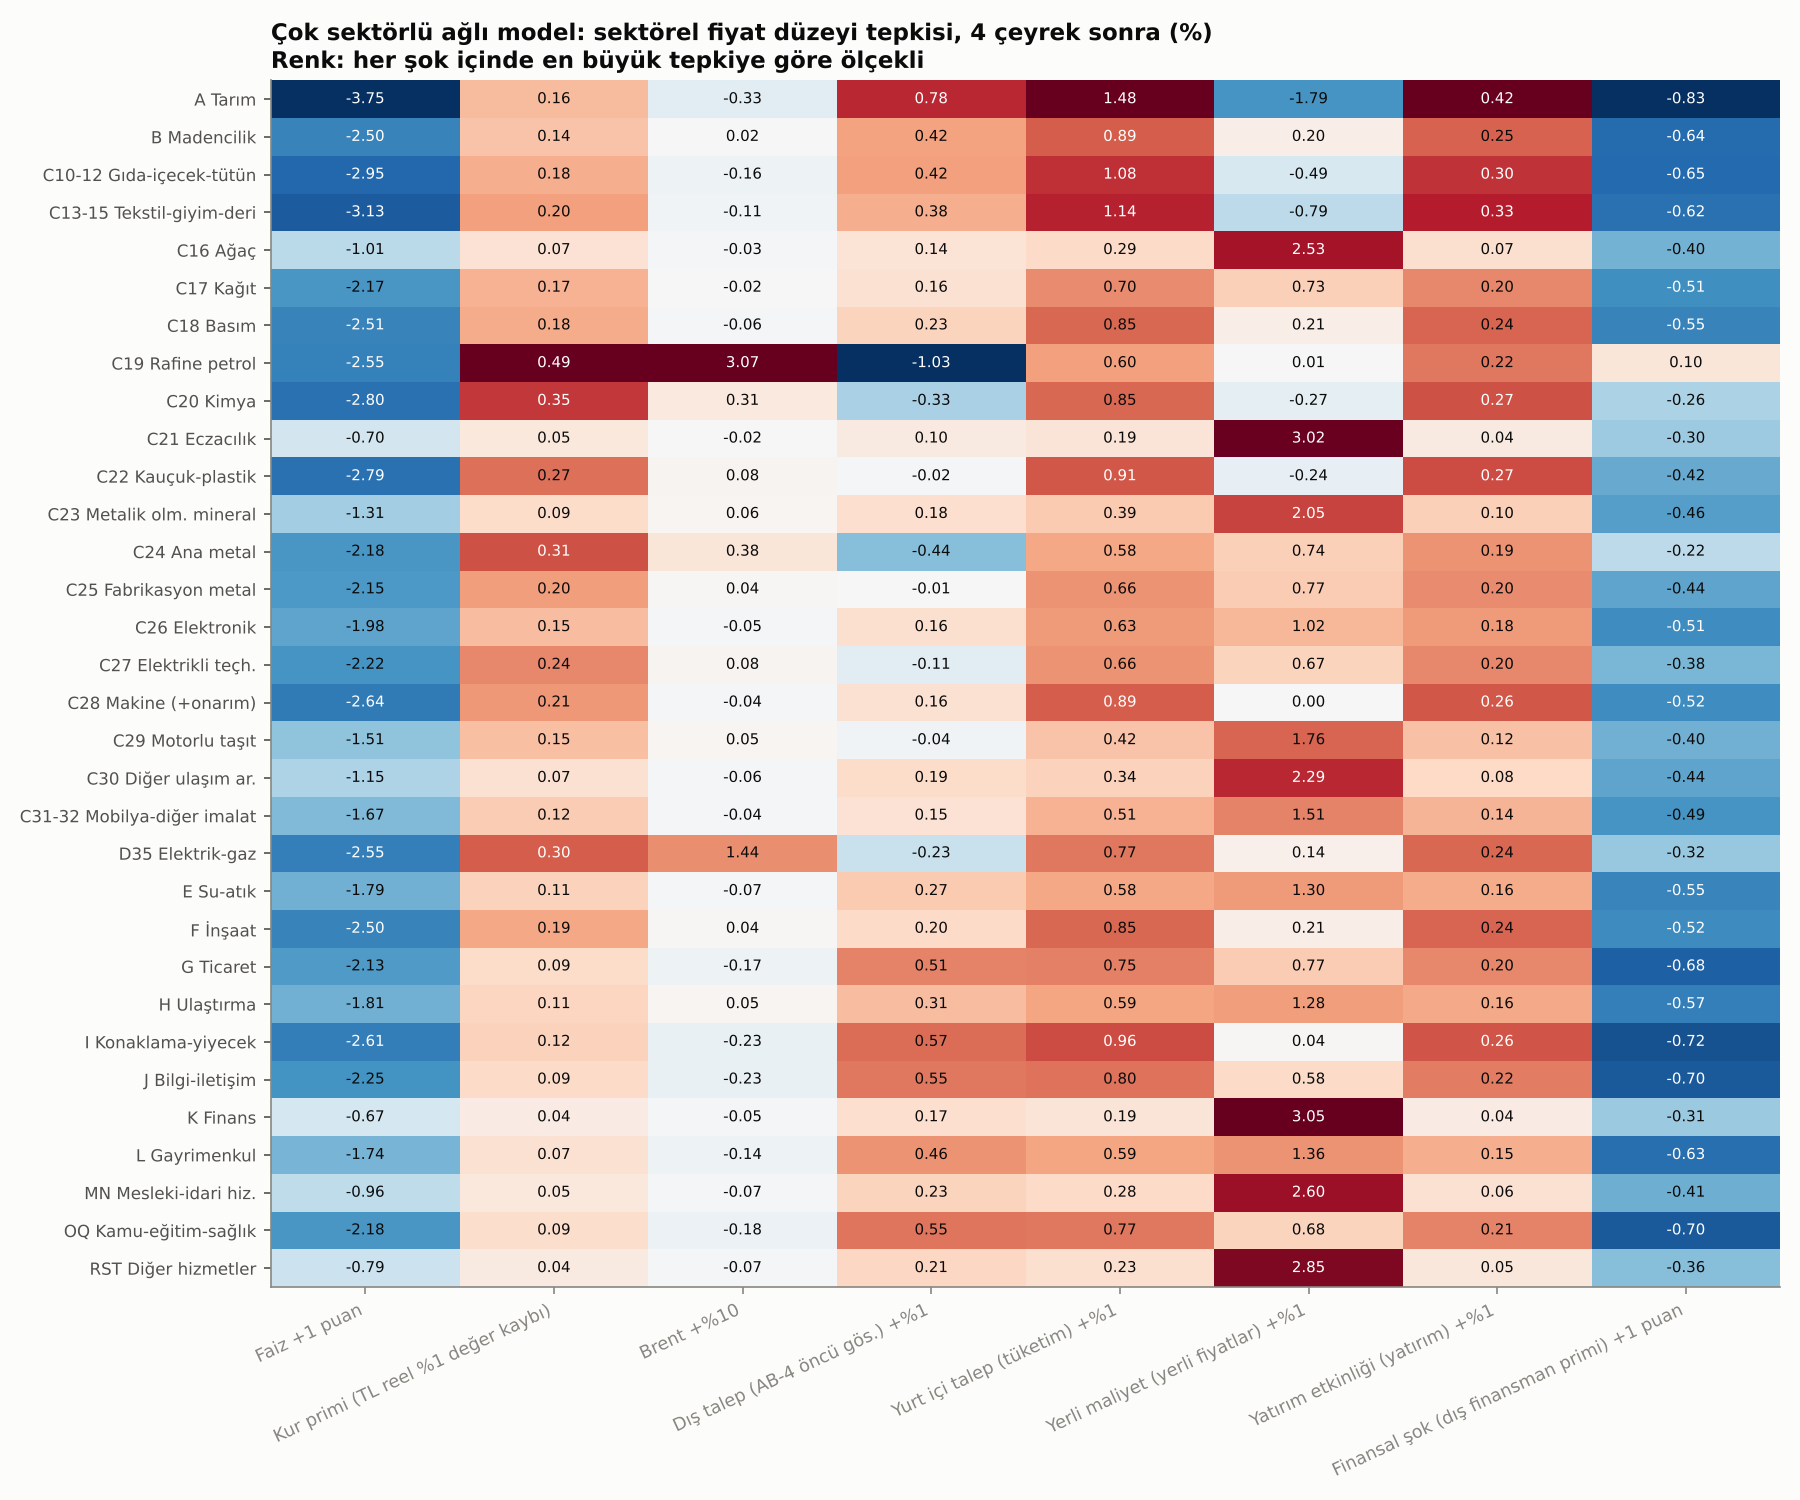 Çok sektörlü ağlı model: sektörel fiyat düzeyi tepkisi, 4 çeyrek sonra (%)
Renk: her şok içinde en büyük tepkiye göre ölçekli
A Tarım -3.75 0.16 -0.33 0.78 1.48 -1.79 0.42 -0.83
B Madencilik -2.50 0.14 0.02 0.42 0.89 0.20 0.25 -0.64
C10-12 Gıda-içecek-tütün -2.95 0.18 -0.16 0.42 1.08 -0.49 0.30 -0.65
C13-15 Tekstil-giyim-deri -3.13 0.20 -0.11 0.38 1.14 -0.79 0.33 -0.62
C16 Ağaç -1.01 0.07 -0.03 0.14 0.29 2.53 0.07 -0.40
C17 Kağıt -2.17 0.17 -0.02 0.16 0.70 0.73 0.20 -0.51
C18 Basım -2.51 0.18 -0.06 0.23 0.85 0.21 0.24 -0.55
C19 Rafine petrol -2.55 0.49 3.07 -1.03 0.60 0.01 0.22 0.10
C20 Kimya -2.80 0.35 0.31 -0.33 0.85 -0.27 0.27 -0.26
C21 Eczacılık -0.70 0.05 -0.02 0.10 0.19 3.02 0.04 -0.30
C22 Kauçuk-plastik -2.79 0.27 0.08 -0.02 0.91 -0.24 0.27 -0.42
C23 Metalik olm. mineral -1.31 0.09 0.06 0.18 0.39 2.05 0.10 -0.46
C24 Ana metal -2.18 0.31 0.38 -0.44 0.58 0.74 0.19 -0.22
C25 Fabrikasyon metal -2.15 0.20 0.04 -0.01 0.66 0.77 0.20 -0.44
C26 Elektronik -1.98 0.15 -0.05 0.16 0.63 1.02 0.18 -0.51
C27 Elektrikli teçh. -2.22 0.24 0.08 -0.11 0.66 0.67 0.20 -0.38
C28 Makine (+onarım) -2.64 0.21 -0.04 0.16 0.89 0.00 0.26 -0.52
C29 Motorlu taşıt -1.51 0.15 0.05 -0.04 0.42 1.76 0.12 -0.40
C30 Diğer ulaşım ar. -1.15 0.07 -0.06 0.19 0.34 2.29 0.08 -0.44
C31-32 Mobilya-diğer imalat -1.67 0.12 -0.04 0.15 0.51 1.51 0.14 -0.49
D35 Elektrik-gaz -2.55 0.30 1.44 -0.23 0.77 0.14 0.24 -0.32
E Su-atık -1.79 0.11 -0.07 0.27 0.58 1.30 0.16 -0.55
F İnşaat -2.50 0.19 0.04 0.20 0.85 0.21 0.24 -0.52
G Ticaret -2.13 0.09 -0.17 0.51 0.75 0.77 0.20 -0.68
H Ulaştırma -1.81 0.11 0.05 0.31 0.59 1.28 0.16 -0.57
I Konaklama-yiyecek -2.61 0.12 -0.23 0.57 0.96 0.04 0.26 -0.72
J Bilgi-iletişim -2.25 0.09 -0.23 0.55 0.80 0.58 0.22 -0.70
K Finans -0.67 0.04 -0.05 0.17 0.19 3.05 0.04 -0.31
L Gayrimenkul -1.74 0.07 -0.14 0.46 0.59 1.36 0.15 -0.63
MN Mesleki-idari hiz. -0.96 0.05 -0.07 0.23 0.28 2.60 0.06 -0.41
OQ Kamu-eğitim-sağlık -2.18 0.09 -0.18 0.55 0.77 0.68 0.21 -0.70
RST Diğer hizmetler -0.79 0.04 -0.07 0.21 0.23 2.85 0.05 -0.36
Faiz +1 puan
Kur primi (TL reel %1 değer kaybı)
Brent +%10
Dış talep (AB-4 öncü gös.) +%1
Yurt içi talep (tüketim) +%1
Yerli maliyet (yerli fiyatlar) +%1
Yatırım etkinliği (yatırım) +%1
Finansal şok (dış finansman primi) +1 puan